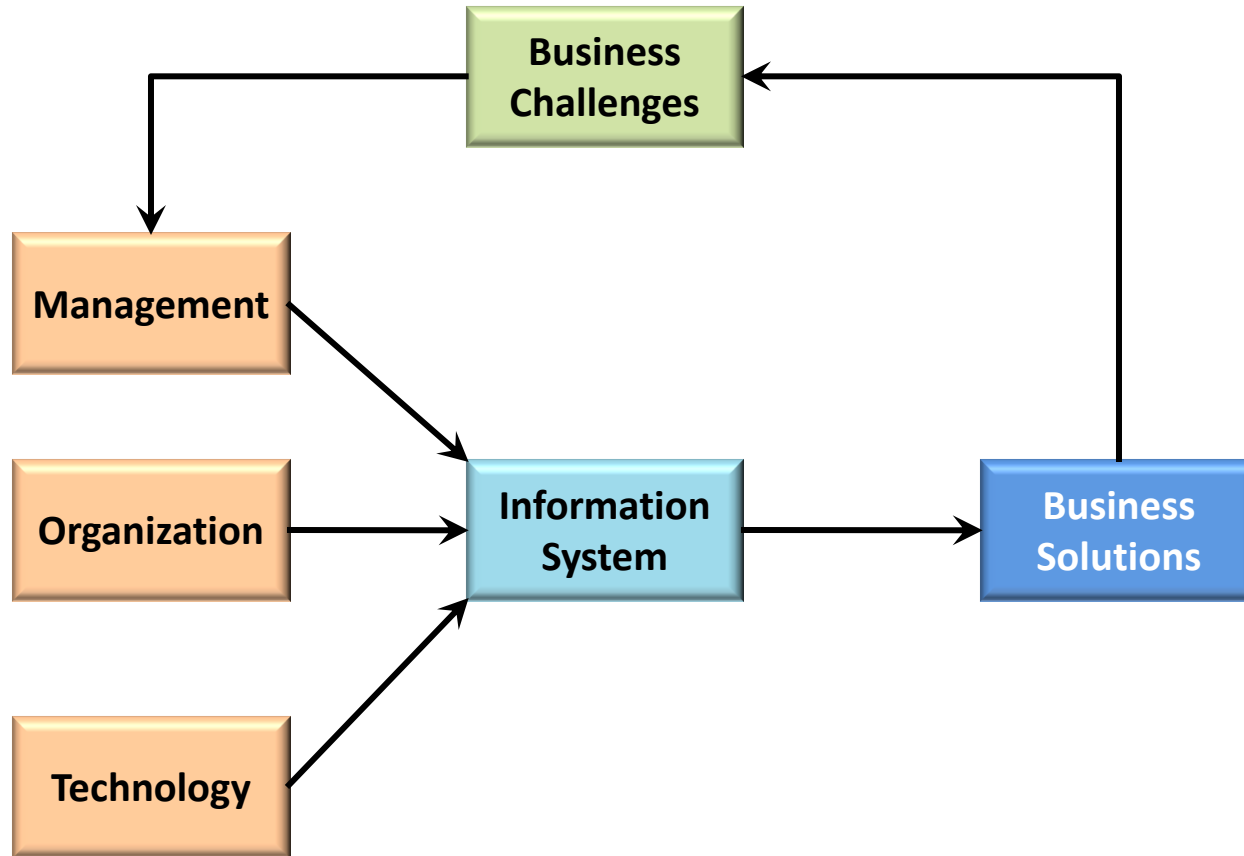 Business
Challenges
Management
Organization
Information
System
Business
Solutions
Technology